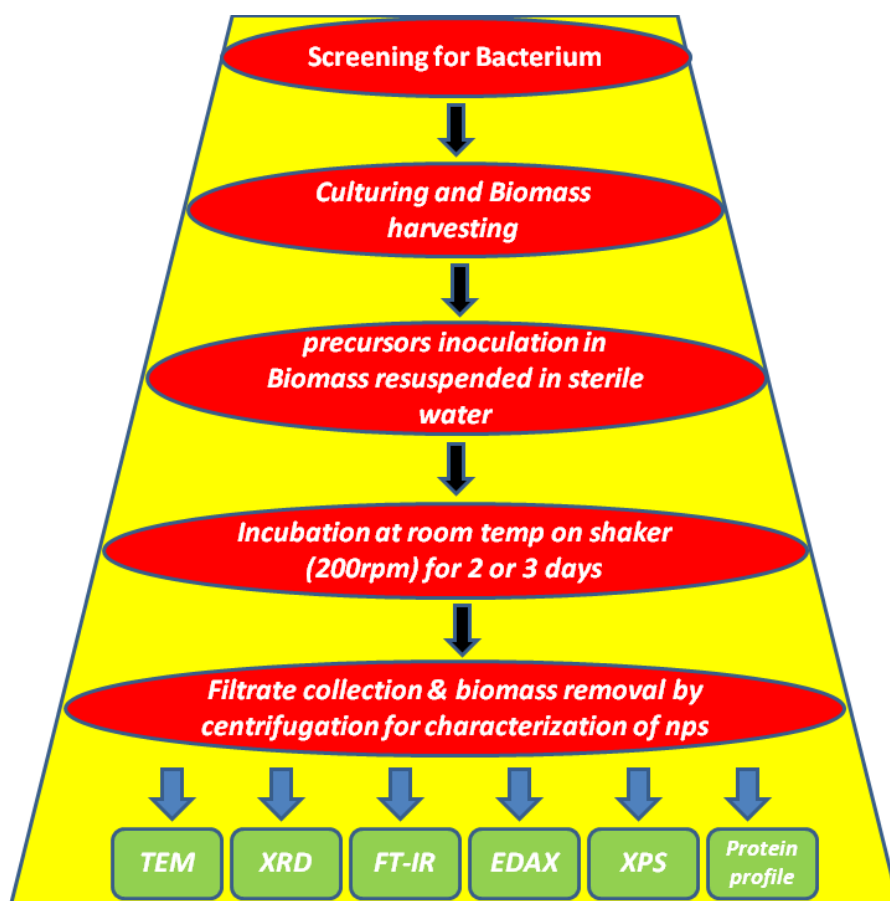 Screening for Bacterium
Culturing and Biomass
harvesting
precursors inoculation in
Biomass resuspended in sterile
water
Incubation at room temp on shaker
(200rpm) for 2 or 3 days
Filtrate collection & biomass removal by
centrifugation for characterization of nps
TEM XRD FT-IR EDAX XPS Protein
profile